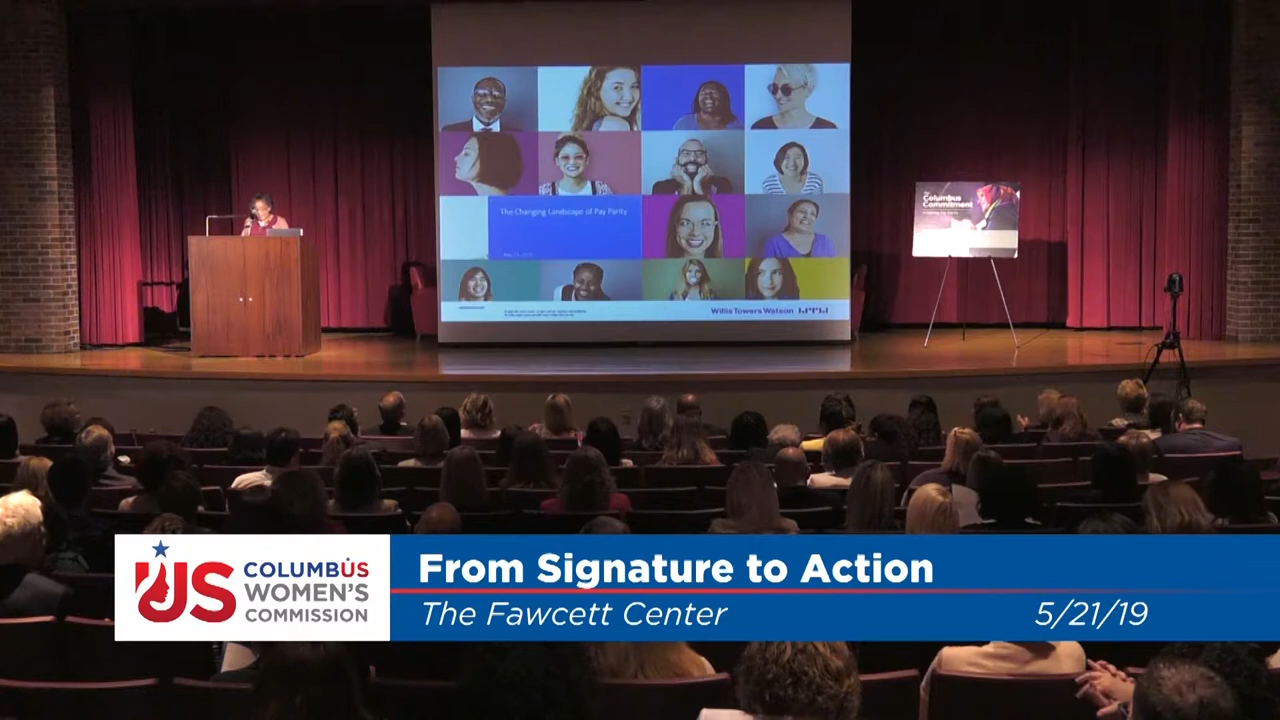 The Changing Landscape of Pay Parity
Willis Towers Watson
The
Columbus
Commitment
US
COLUMBUS
WOMEN'S
COMMISSION
From Signature to Action
The Fawcett Center
5/21/19